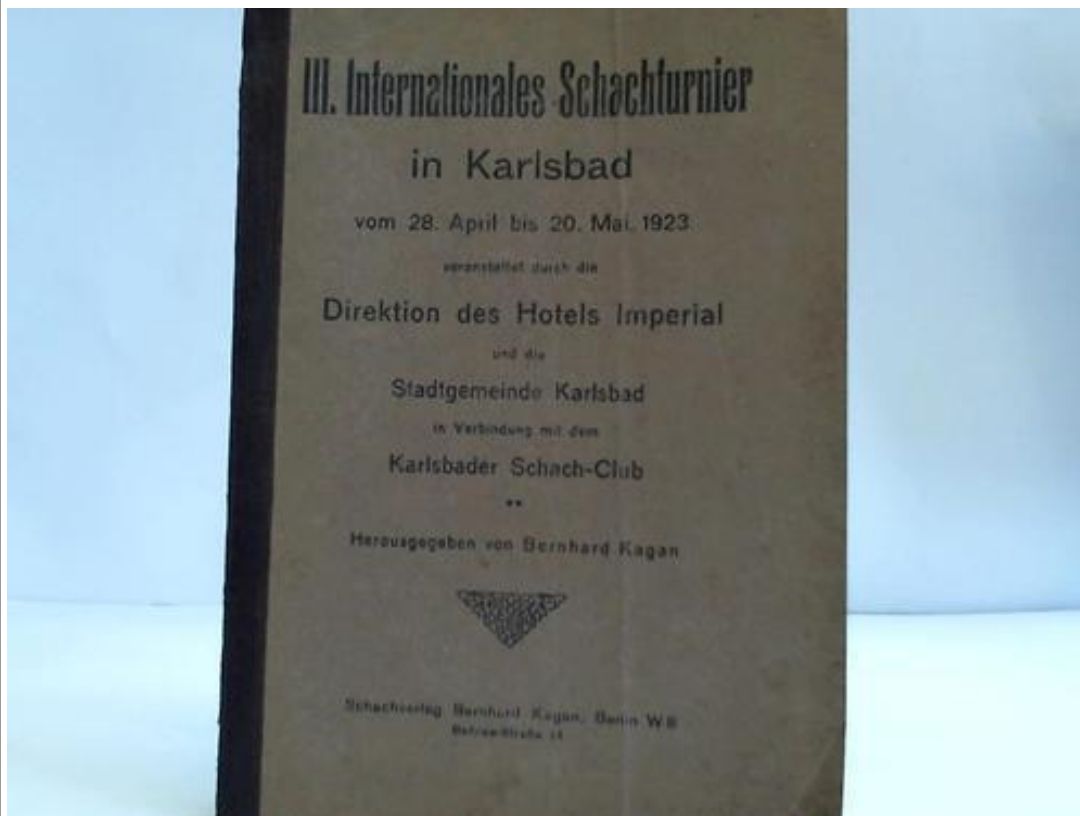 III. Internationales Schachturnier
in Karlsbad
vom 28. April bis 20. Mai 1923
veranstaltet durch die
Direktion des Hotels Imperial
und die
Stadtgemeinde Karlsbad
in Verbindung mit dem
Karlsbader Schach-Club
Herausgegeben von Bernhard Kagan
Schachverlag Bernhard Kagan, Berlin W 8